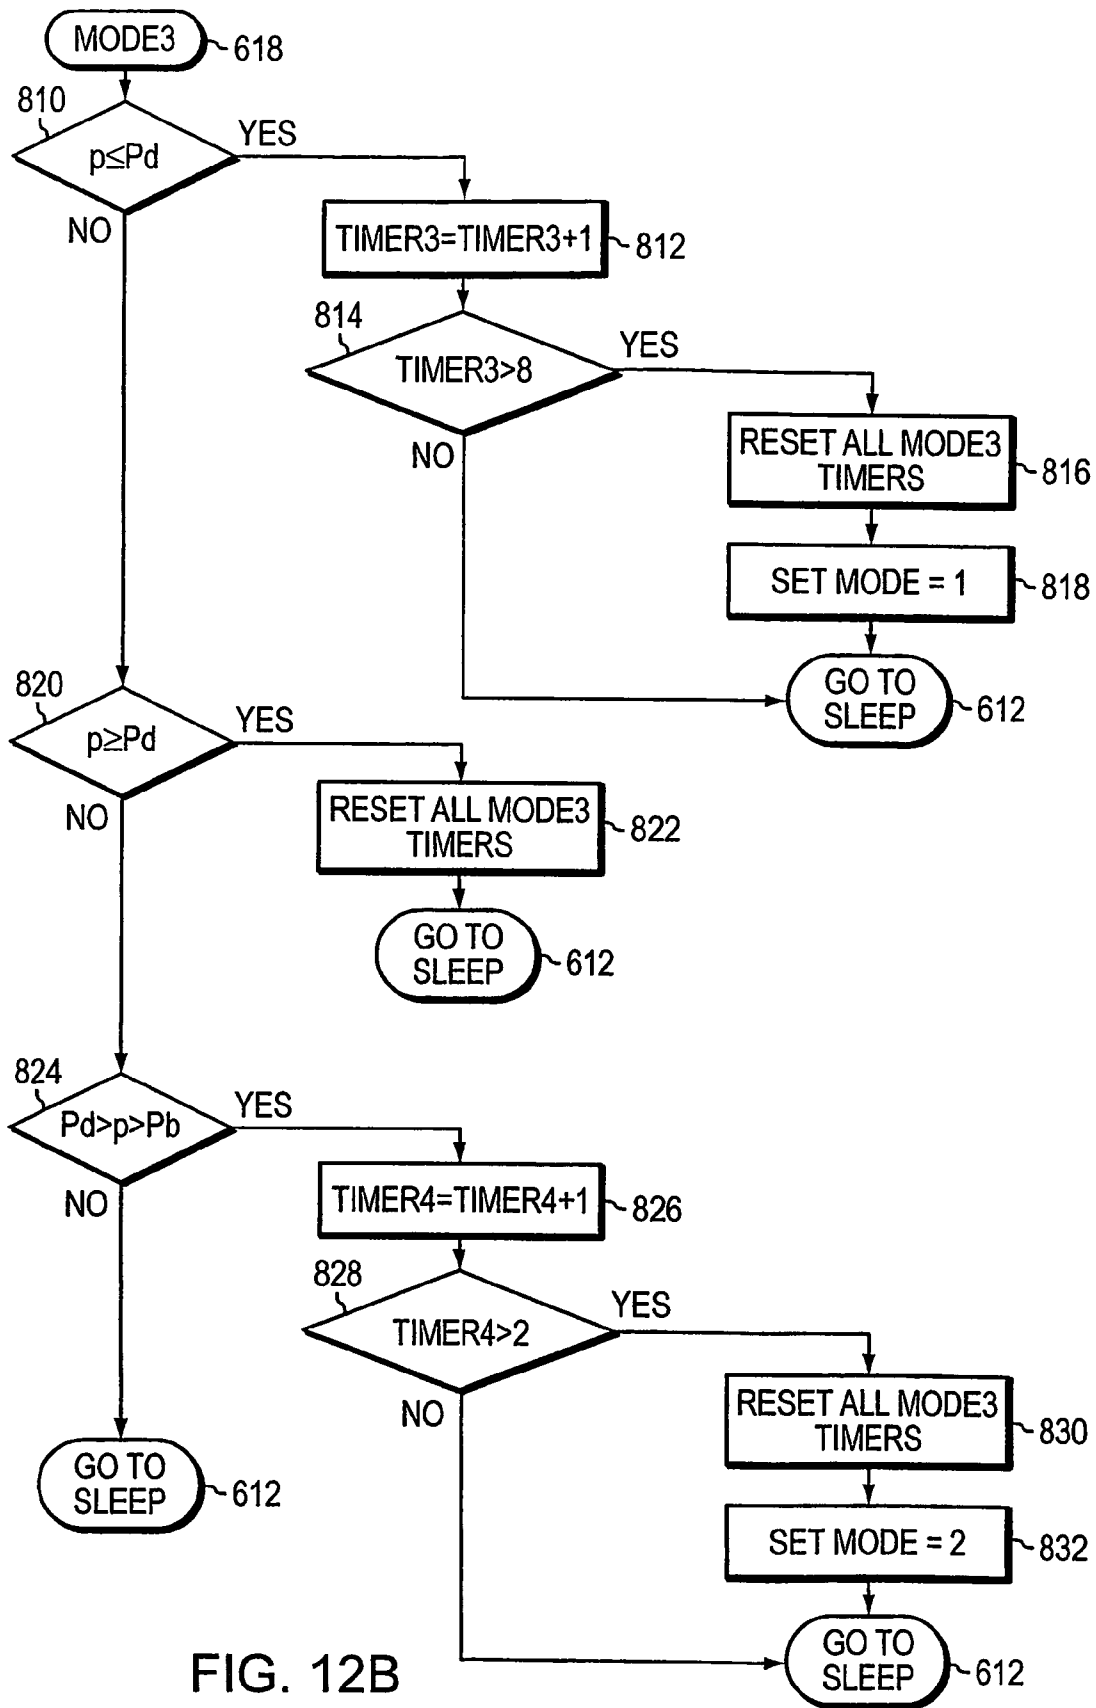 MODE3
618
810
p≤Pd
YES
NO
TIMER3=TIMER3+1
812
814
TIMER3>8
YES
NO
RESET ALL MODE3
TIMERS
816
SET MODE = 1
818
GO TO
SLEEP
612
820
p≥Pd
YES
NO
RESET ALL MODE3
TIMERS
822
GO TO
SLEEP
612
824
Pd>p>Pb
YES
NO
TIMER4=TIMER4+1
826
828
TIMER4>2
YES
NO
RESET ALL MODE3
TIMERS
830
SET MODE = 2
832
GO TO
SLEEP
612
GO TO
SLEEP
612
FIG. 12B